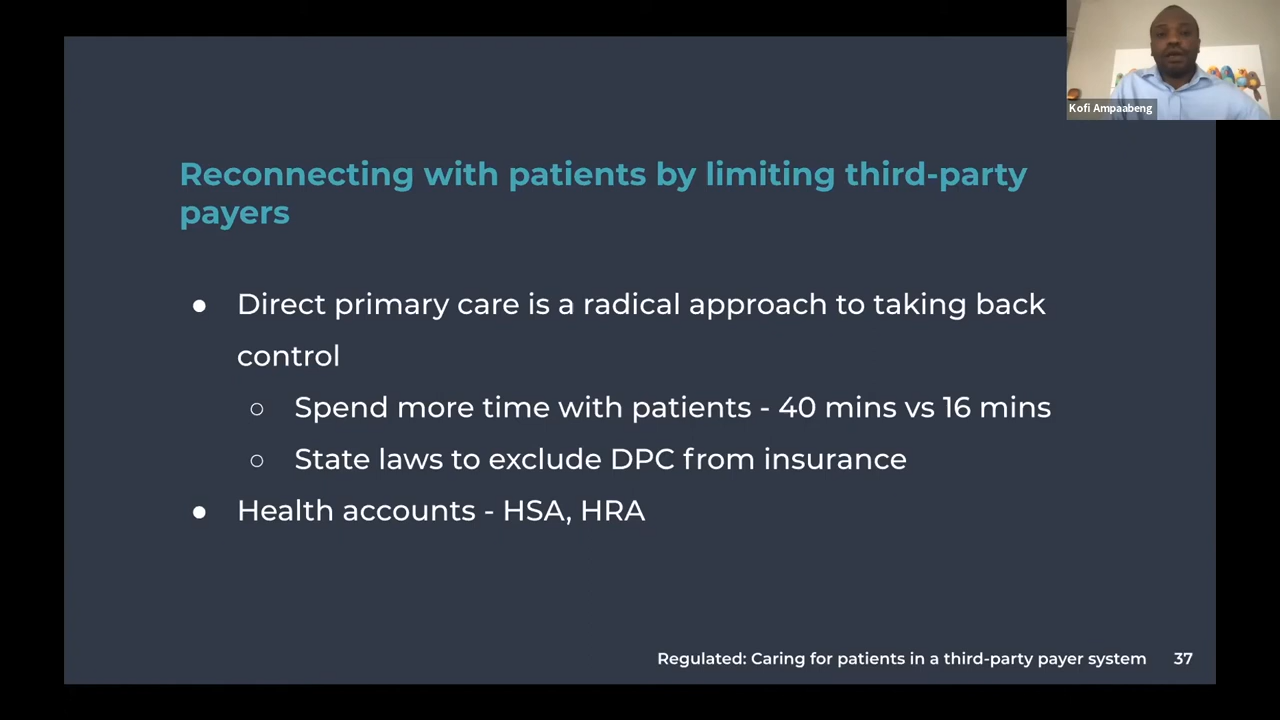 Kofi Ampaabeng
Reconnecting with patients by limiting third-party
payers
● Direct primary care is a radical approach to taking back
control
○ Spend more time with patients - 40 mins vs 16 mins
○ State laws to exclude DPC from insurance
● Health accounts - HSA, HRA
Regulated: Caring for patients in a third-party payer system 37